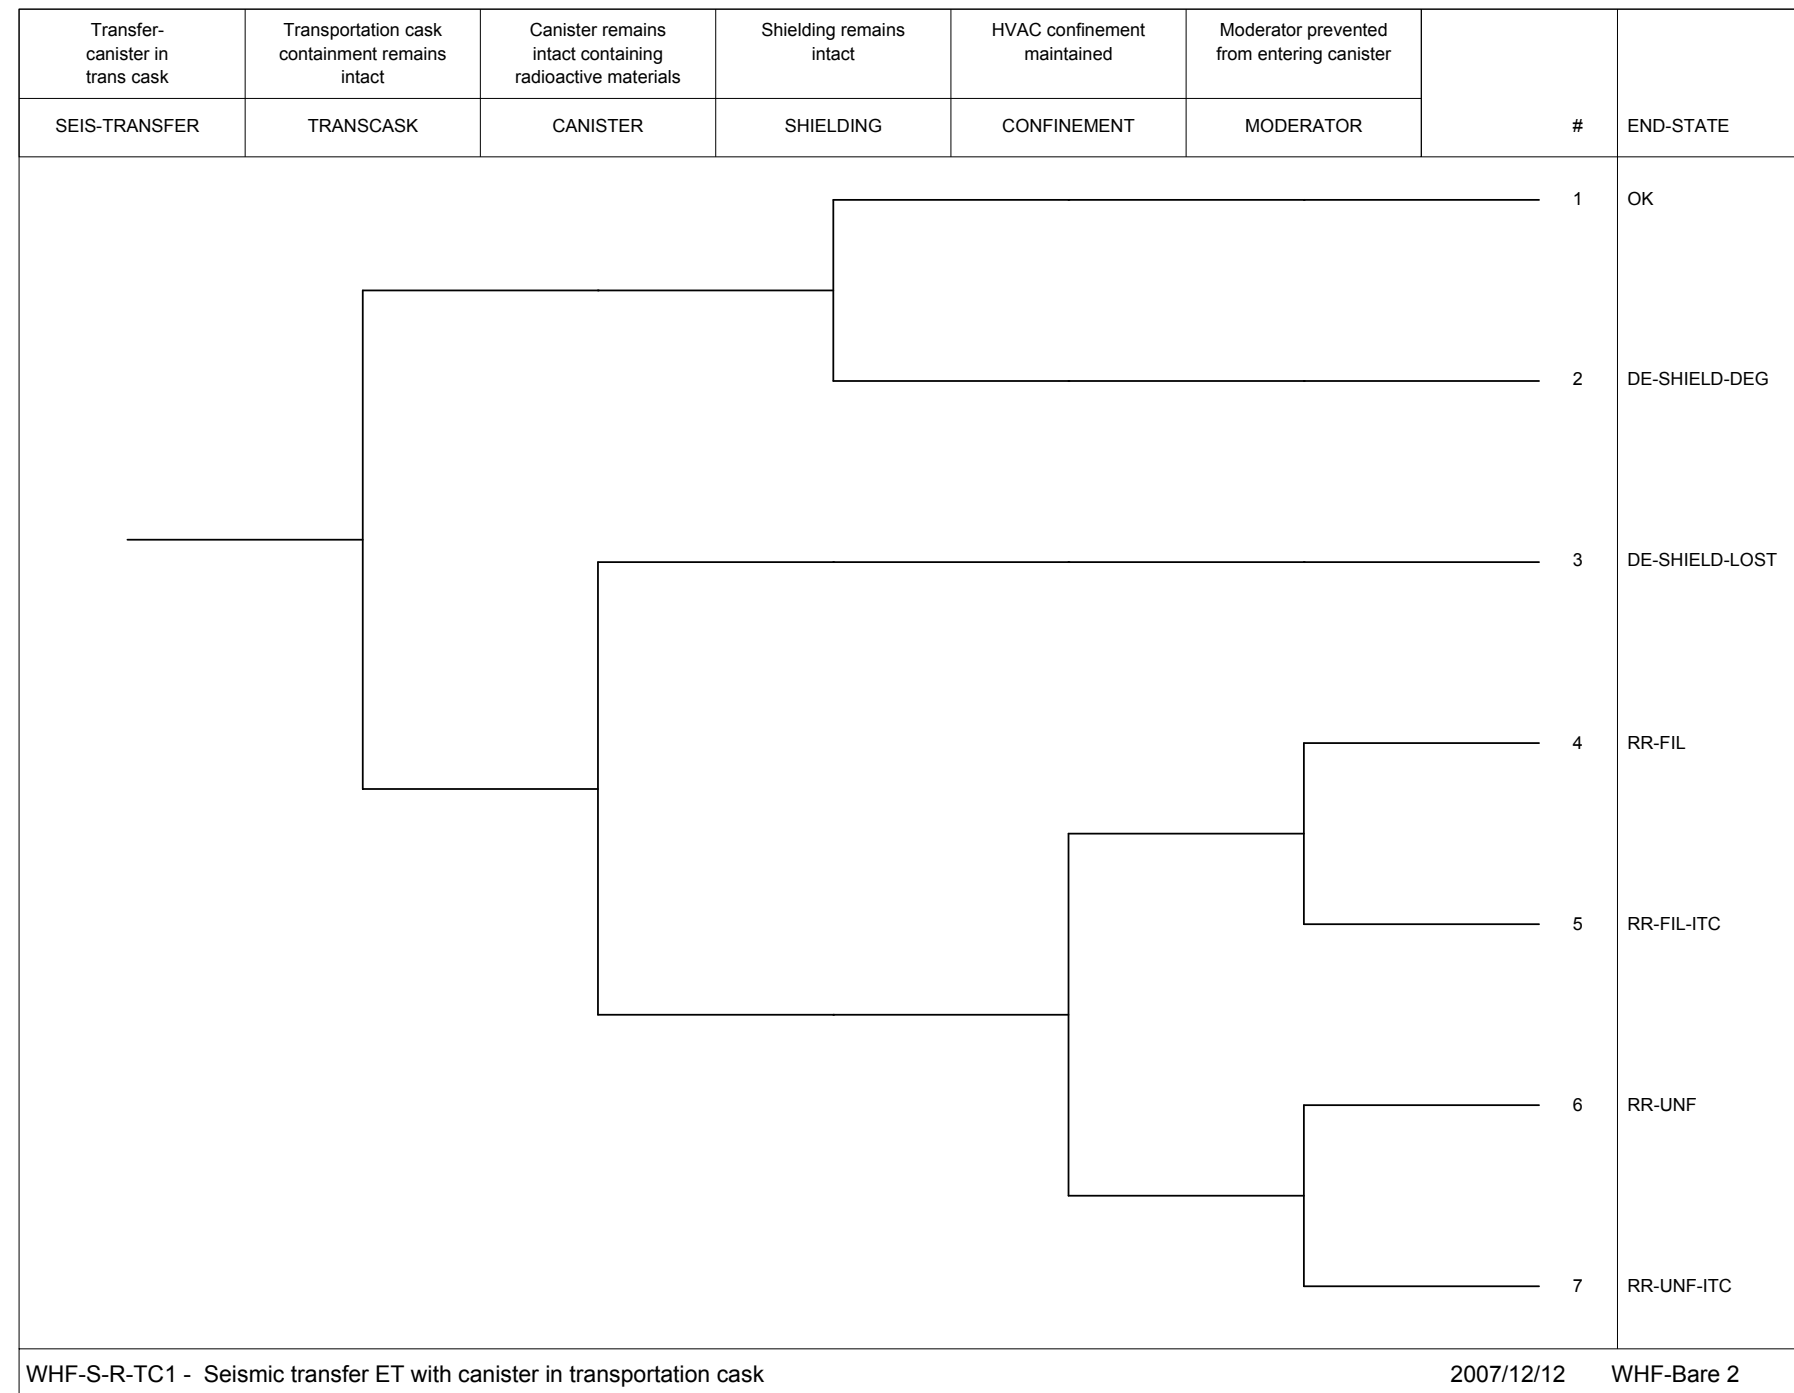 Transfer-
canister in
trans cask
Transportation cask
containment remains
intact
Canister remains
intact containing
radioactive materials
Shielding remains
intact
HVAC confinement
maintained
Moderator prevented
from entering canister
SEIS-TRANSFER
TRANSCASK
CANISTER
SHIELDING
CONFINEMENT
MODERATOR
#
END-STATE
1 OK
2 DE-SHIELD-DEG
3 DE-SHIELD-LOST
4 RR-FIL
5 RR-FIL-ITC
6 RR-UNF
7 RR-UNF-ITC
WHF-S-R-TC1 - Seismic transfer ET with canister in transportation cask 2007/12/12 WHF-Bare 2